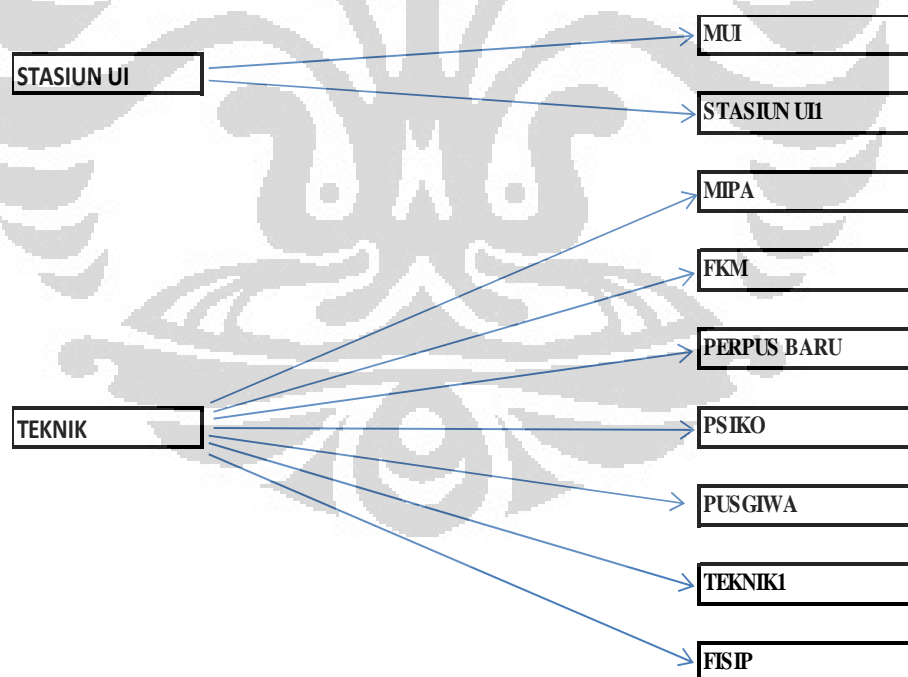 MUI
STASIUN UI
STASIUN UI1
MIPA
FKM
PERPUS BARU
TEKNIK
PSIKO
PUSGIWA
TEKNIK1
FISIP